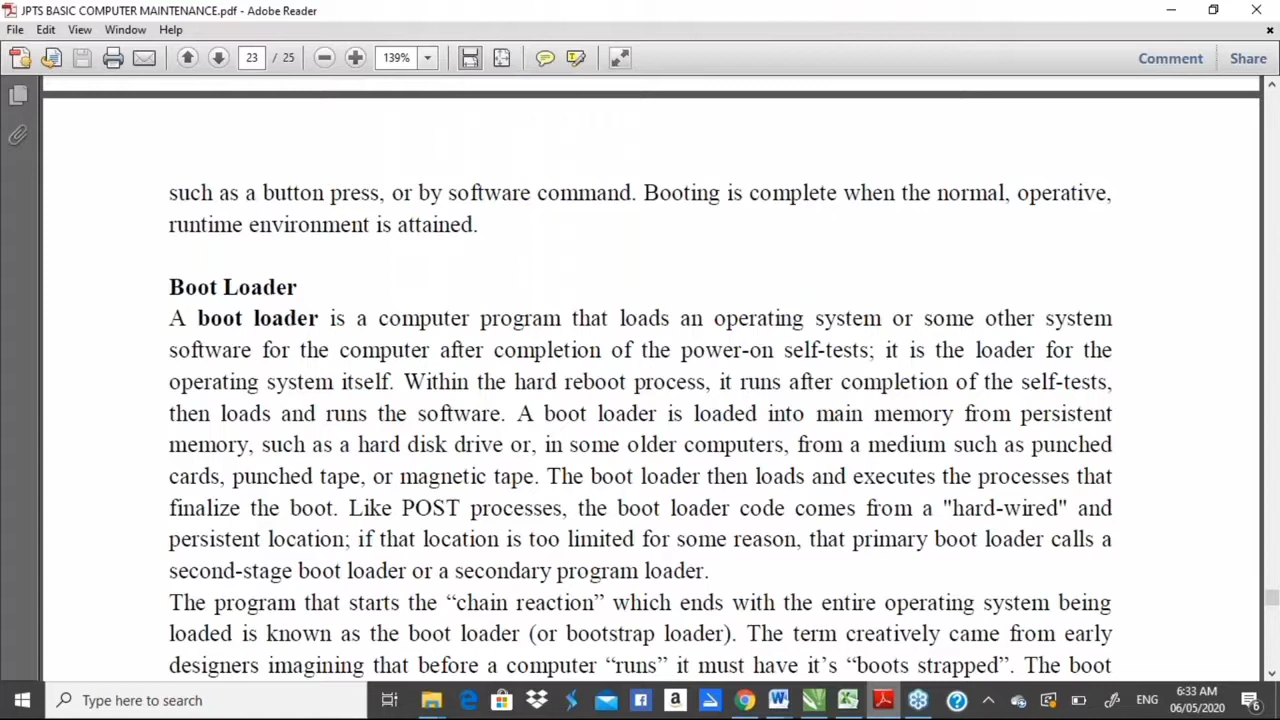 JPTS BASIC COMPUTER MAINTENANCE.pdf - Adobe Reader
File Edit View Window Help
23 / 25 139% Comment Share
such as a button press, or by software command. Booting is complete when the normal, operative,
runtime environment is attained.
Boot Loader
A boot loader is a computer program that loads an operating system or some other system
software for the computer after completion of the power-on self-tests; it is the loader for the
operating system itself. Within the hard reboot process, it runs after completion of the self-tests,
then loads and runs the software. A boot loader is loaded into main memory from persistent
memory, such as a hard disk drive or, in some older computers, from a medium such as punched
cards, punched tape, or magnetic tape. The boot loader then loads and executes the processes that
finalize the boot. Like POST processes, the boot loader code comes from a "hard-wired" and
persistent location; if that location is too limited for some reason, that primary boot loader calls a
second-stage boot loader or a secondary program loader.
The program that starts the “chain reaction” which ends with the entire operating system being
loaded is known as the boot loader (or bootstrap loader). The term creatively came from early
designers imagining that before a computer “runs” it must have it’s “boots strapped”. The boot
Type here to search
ENG
6:33 AM
06/05/2020
6